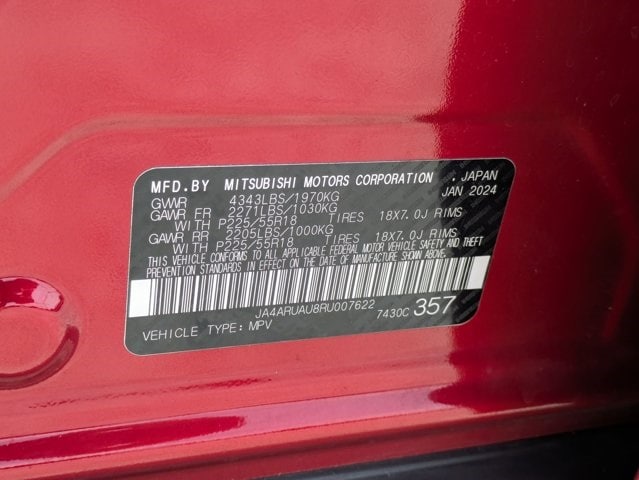 MFD.BY MITSUBISHI MOTORS CORPORATION . JAPAN
GVWR 4343LBS/1970KG JAN 2024
GAWR FR 2271LBS/1030KG
WITH P225/55R18 TIRES 18X7.0J RIMS
GAWR RR 2205LBS/1000KG
WITH P225/55R18 TIRES 18X7.0J RIMS
THIS VEHICLE CONFORMS TO ALL APPLICABLE FEDERAL MOTOR VEHICLE SAFETY AND THEFT
PREVENTION STANDARDS IN EFFECT ON THE DATE OF MANUFACTURE SHOWN ABOVE.
JA4ARUAU8RU007622 7430C 357
VEHICLE TYPE: MPV